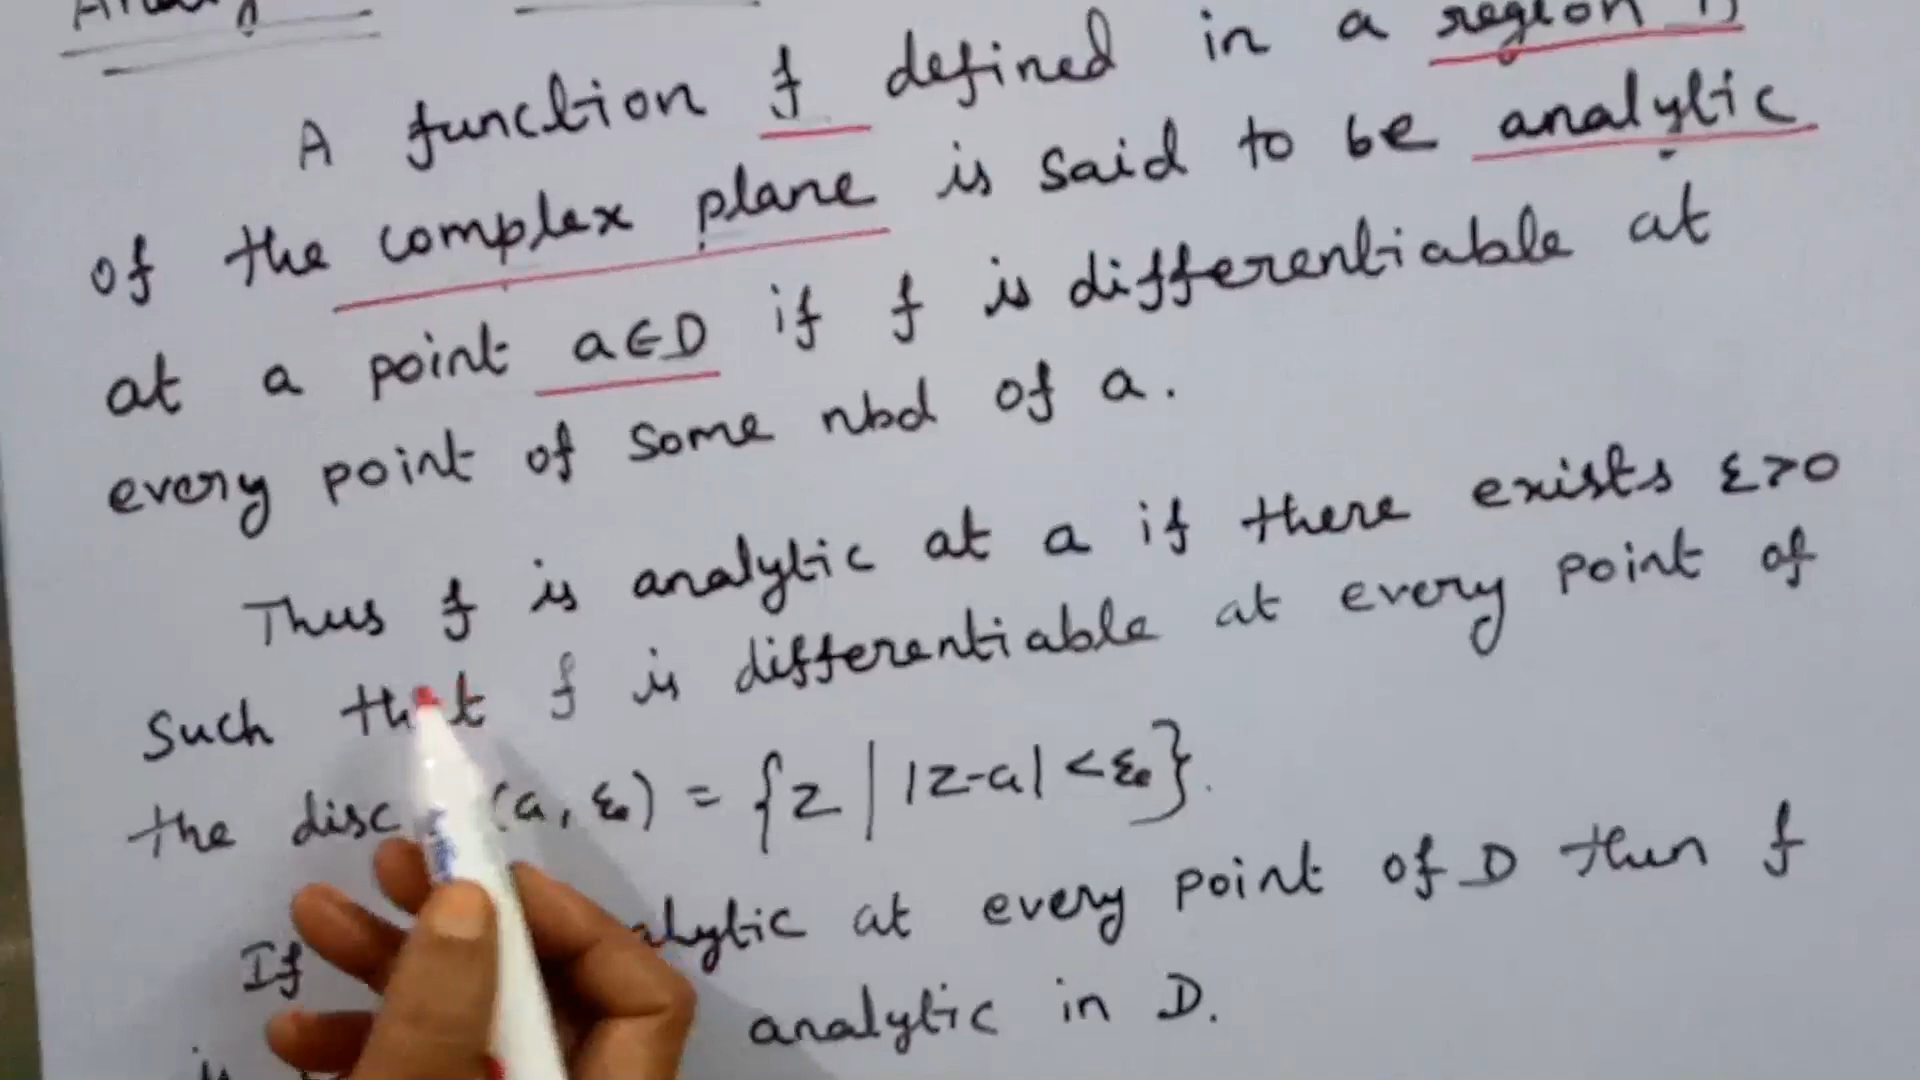 A function f defined in a region D
of the complex plane is said to be analytic
at a point a∈D if f is differentiable at
every point of some nbd of a.
Thus f is analytic at a if there exists ε>0
Such that f is differentiable at every point of
the disc (a, ε) = {z | |z-a| < ε}.
If analytic at every point of D then f
is analytic in D.